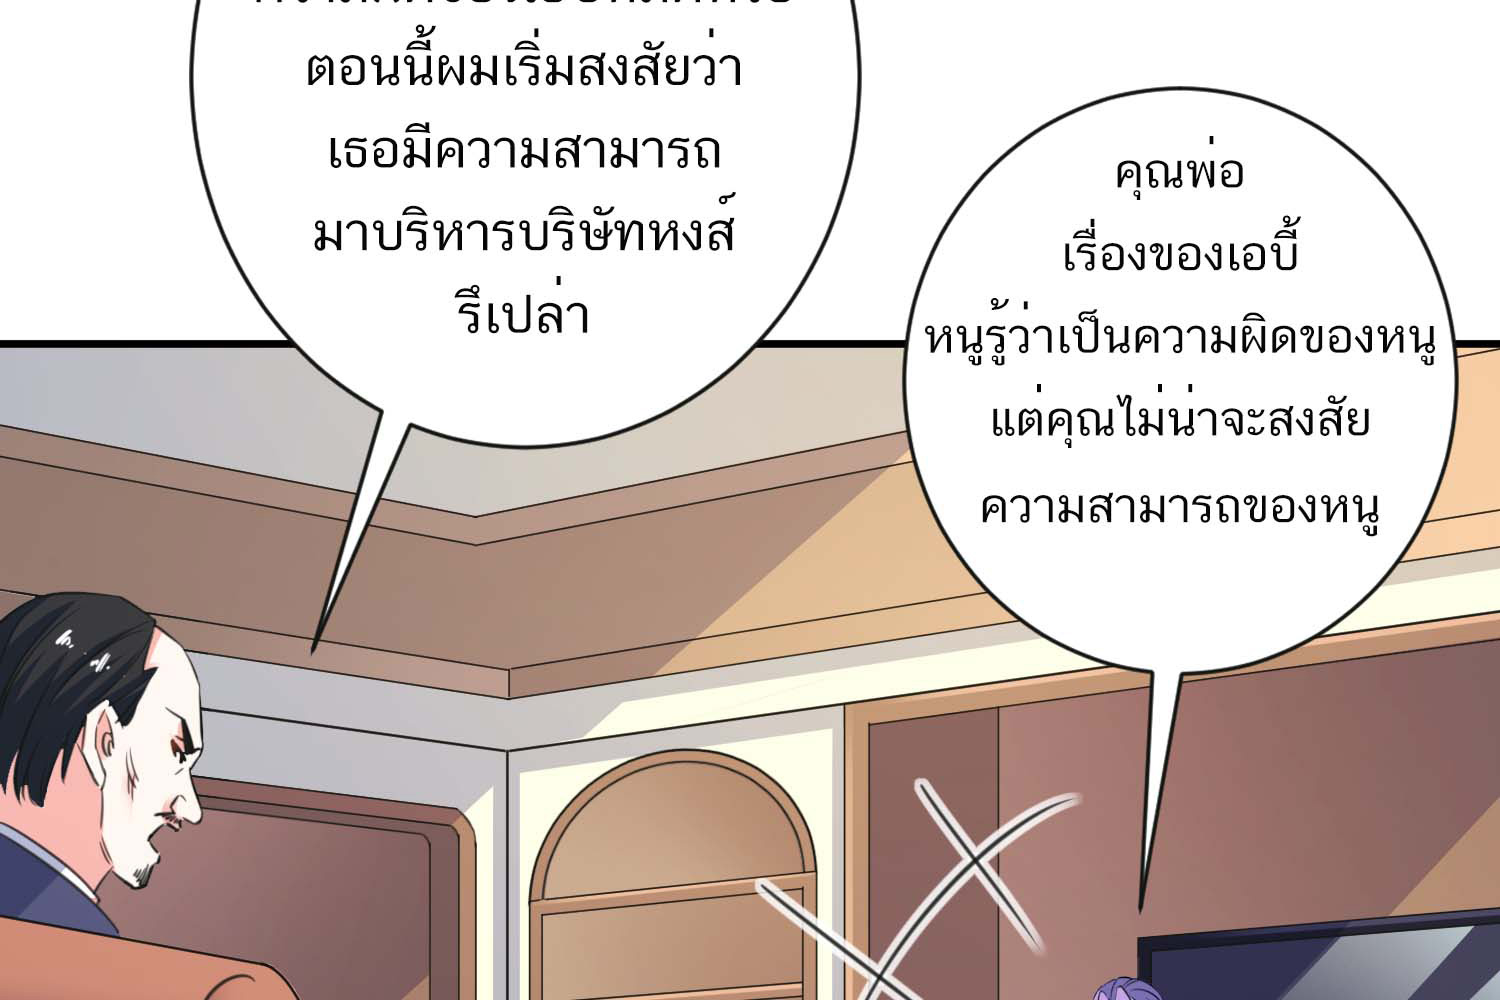 ตอนนี้ผมเริ่มสงสัยว่า
เธอมีความสามารถ
มาบริหารบริษัทหงส์
รึเปล่า
คุณพ่อ
เรื่องของเอบี้
หนูรู้ว่าเป็นความผิดของหนู
แต่คุณไม่น่าจะสงสัย
ความสามารถของหนู